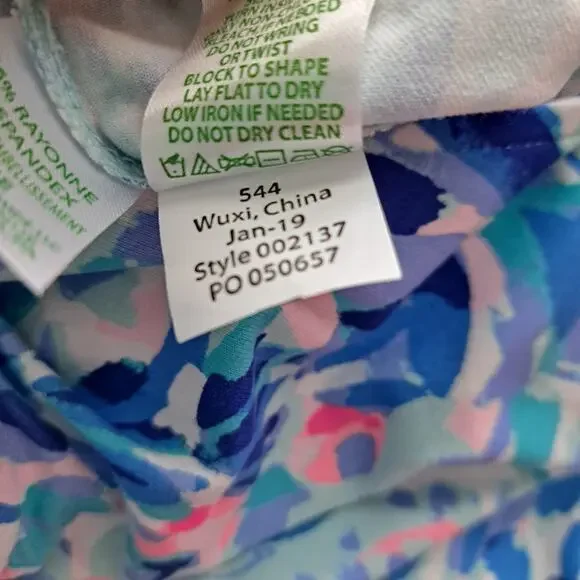 % RAYONNE
DO NOT WRING
OR TWIST
BLOCK TO SHAPE
LAY FLAT TO DRY
LOW IRON IF NEEDED
DO NOT DRY CLEAN
544
Wuxi, China
Jan-19
Style 002137
PO 050657